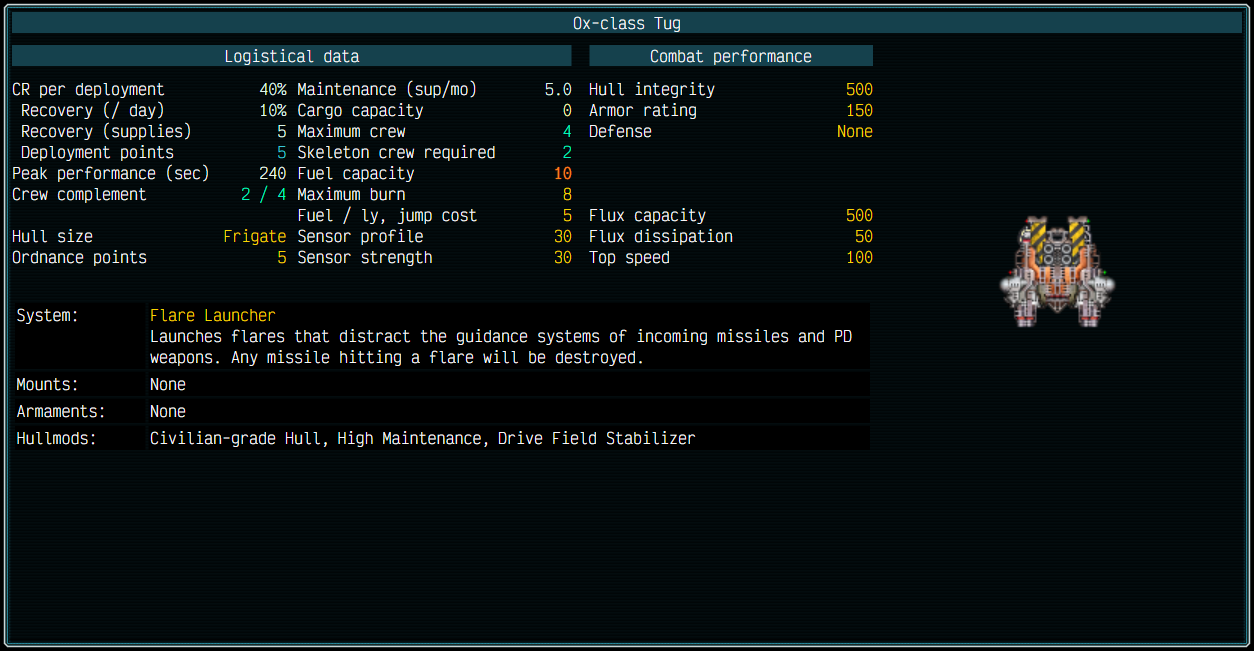 Ox-class Tug
Logistical data Combat performance
CR per deployment 40% Maintenance (sup/mo) 5.0 Hull integrity 500
Recovery (/ day) 10% Cargo capacity 0 Armor rating 150
Recovery (supplies) 5 Maximum crew 4 Defense None
Deployment points 5 Skeleton crew required 2
Peak performance (sec) 240 Fuel capacity 10
Crew complement 2 / 4 Maximum burn 8
Fuel / ly, jump cost 5 Flux capacity 500
Hull size Frigate Sensor profile 30 Flux dissipation 50
Ordnance points 5 Sensor strength 30 Top speed 100
System: Flare Launcher
Launches flares that distract the guidance systems of incoming missiles and PD
weapons. Any missile hitting a flare will be destroyed.
Mounts: None
Armaments: None
Hullmods: Civilian-grade Hull, High Maintenance, Drive Field Stabilizer